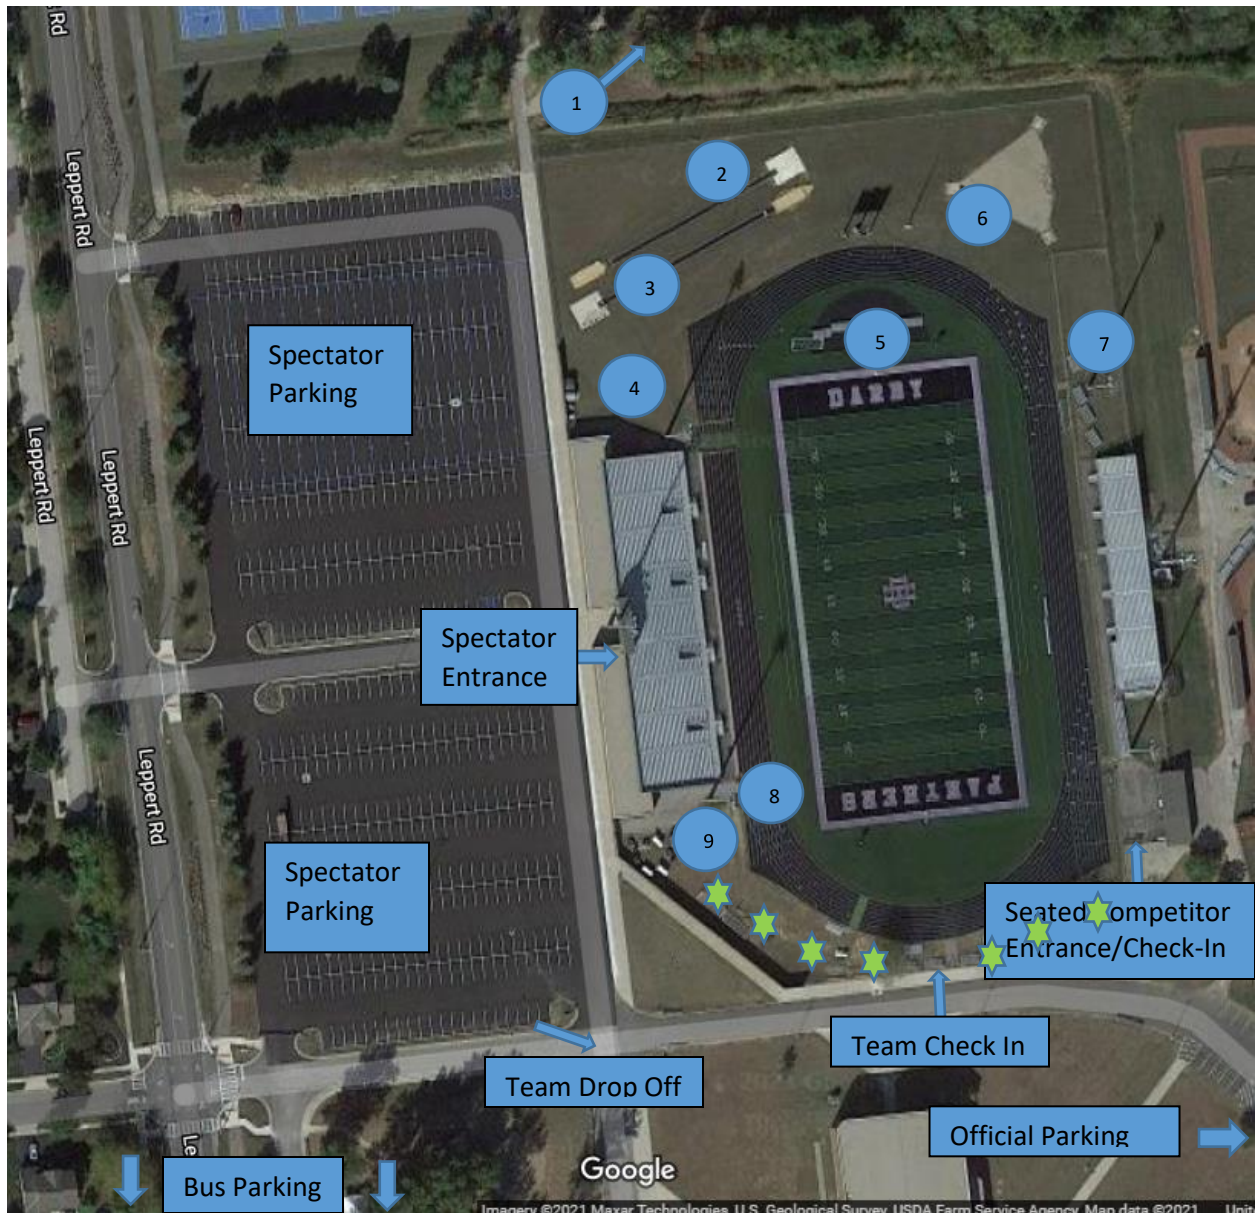 Rd
Leppert Rd
1
2
3
4
5
6
7
8
9
DARBY
Spectator
Parking
Leppert Rd
Leppert Rd
Spectator
Entrance
Leppert Rd
Spectator
Parking
PANTHERS
Seated Competitor
Entrance/Check-In
Team Check In
Team Drop Off
Official Parking
Le
Bus Parking
Google
Imagery ©2021 Maxar Technologies, U.S. Geological Survey, USDA Farm Service Agency, Map data ©2021
Unit